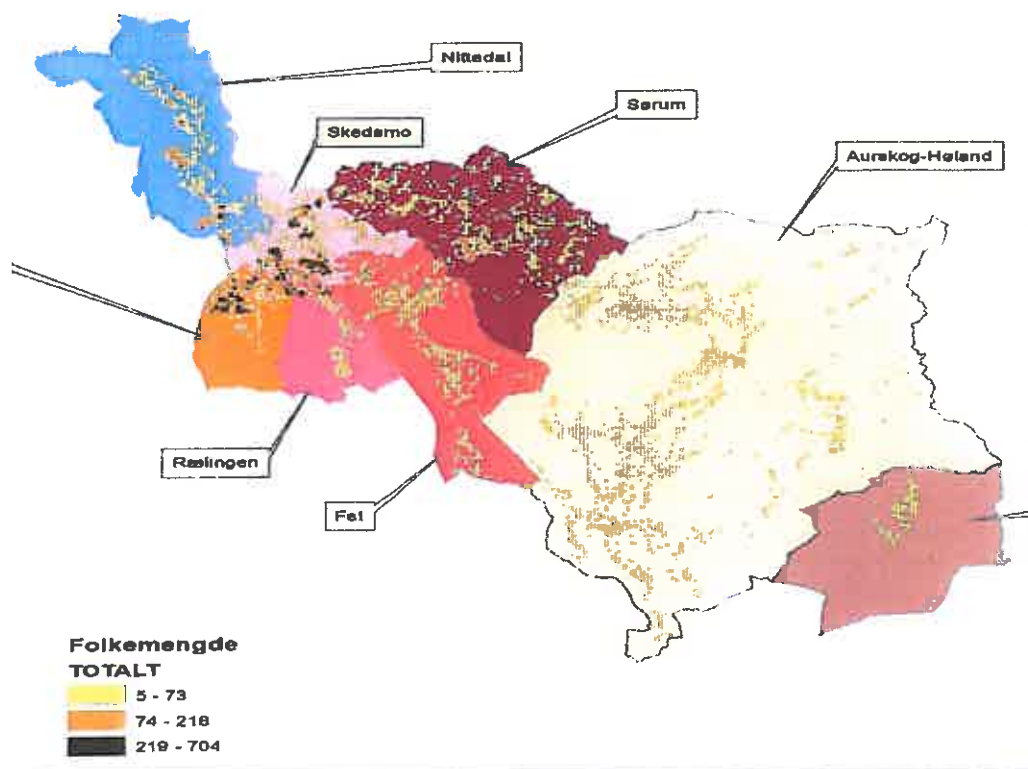 Nittedal
Sørum
Skedsmo
Aurskog-Høland
Rælingen
Fet
Folkemengde
TOTALT
5 - 73
74 - 218
219 - 704